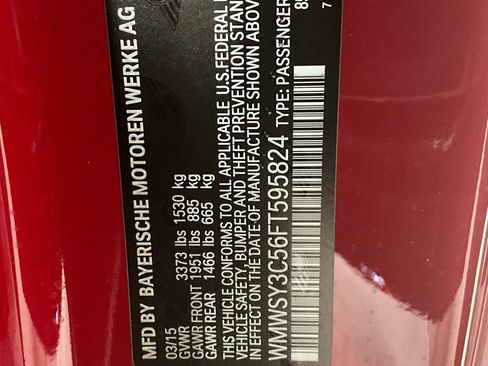 MFD BY BAYERISCHE MOTOREN WERKE AG
03/15
GVWR 3373 lbs 1530 kg
GAWR FRONT 1951 lbs 885 kg
GAWR REAR 1466 lbs 665 kg
THIS VEHICLE CONFORMS TO ALL APPLICABLE U.S.FEDERAL
VEHICLE SAFETY, BUMPER AND THEFT PREVENTION STAN
IN EFFECT ON THE DATE OF MANUFACTURE SHOWN ABOVE
WMWSY3C56FT595824 TYPE: PASSENGER